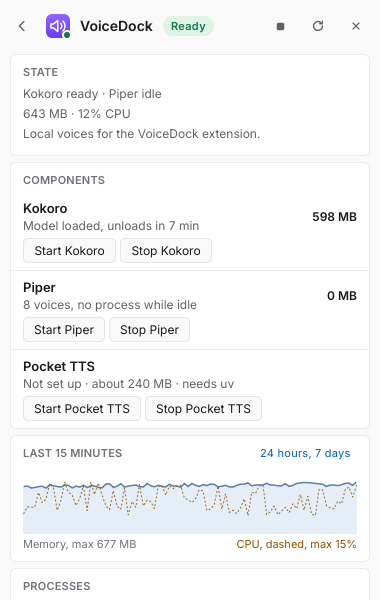 VoiceDock Ready
STATE
Kokoro ready · Piper idle
643 MB · 12% CPU
Local voices for the VoiceDock extension.
COMPONENTS
Kokoro
598 MB
Model loaded, unloads in 7 min
Start Kokoro Stop Kokoro
Piper
0 MB
8 voices, no process while idle
Start Piper Stop Piper
Pocket TTS
Not set up · about 240 MB · needs uv
Start Pocket TTS Stop Pocket TTS
LAST 15 MINUTES 24 hours, 7 days
Memory, max 677 MB CPU, dashed, max 15%
PROCESSES